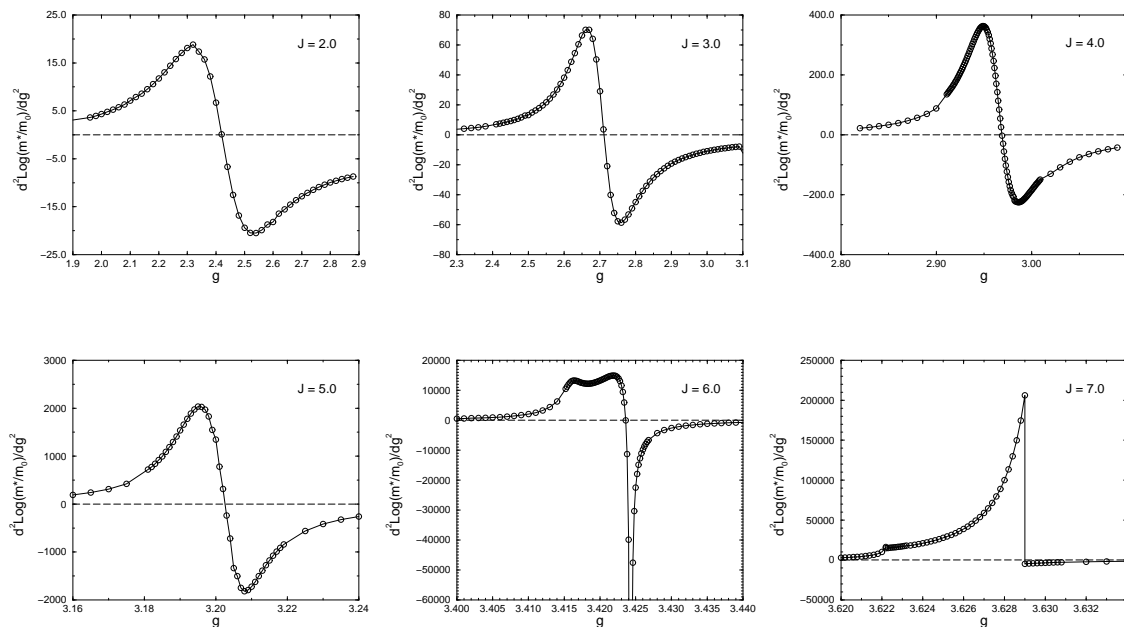 25.0
15.0
5.0
−5.0
−15.0
−25.0
d²Log(m*/m₀)/dg²
J = 2.0
1.9 2.0 2.1 2.2 2.3 2.4 2.5 2.6 2.7 2.8 2.9
g
80
60
40
20
0
−20
−40
−60
−80
d²Log(m*/m₀)/dg²
J = 3.0
2.3 2.4 2.5 2.6 2.7 2.8 2.9 3.0 3.1
g
400.0
200.0
0.0
−200.0
−400.0
d²Log(m*/m₀)/dg²
J = 4.0
2.80 2.90 3.00
g
3000
2000
1000
0
−1000
−2000
d²Log(m*/m₀)/dg²
J = 5.0
3.16 3.18 3.20 3.22 3.24
g
20000
10000
0
−10000
−20000
−30000
−40000
−50000
−60000
d²Log(m*/m₀)/dg²
J = 6.0
3.400 3.405 3.410 3.415 3.420 3.425 3.430 3.435 3.440
g
250000
200000
150000
100000
50000
0
−50000
d²Log(m*/m₀)/dg²
J = 7.0
3.620 3.622 3.624 3.626 3.628 3.630 3.632
g